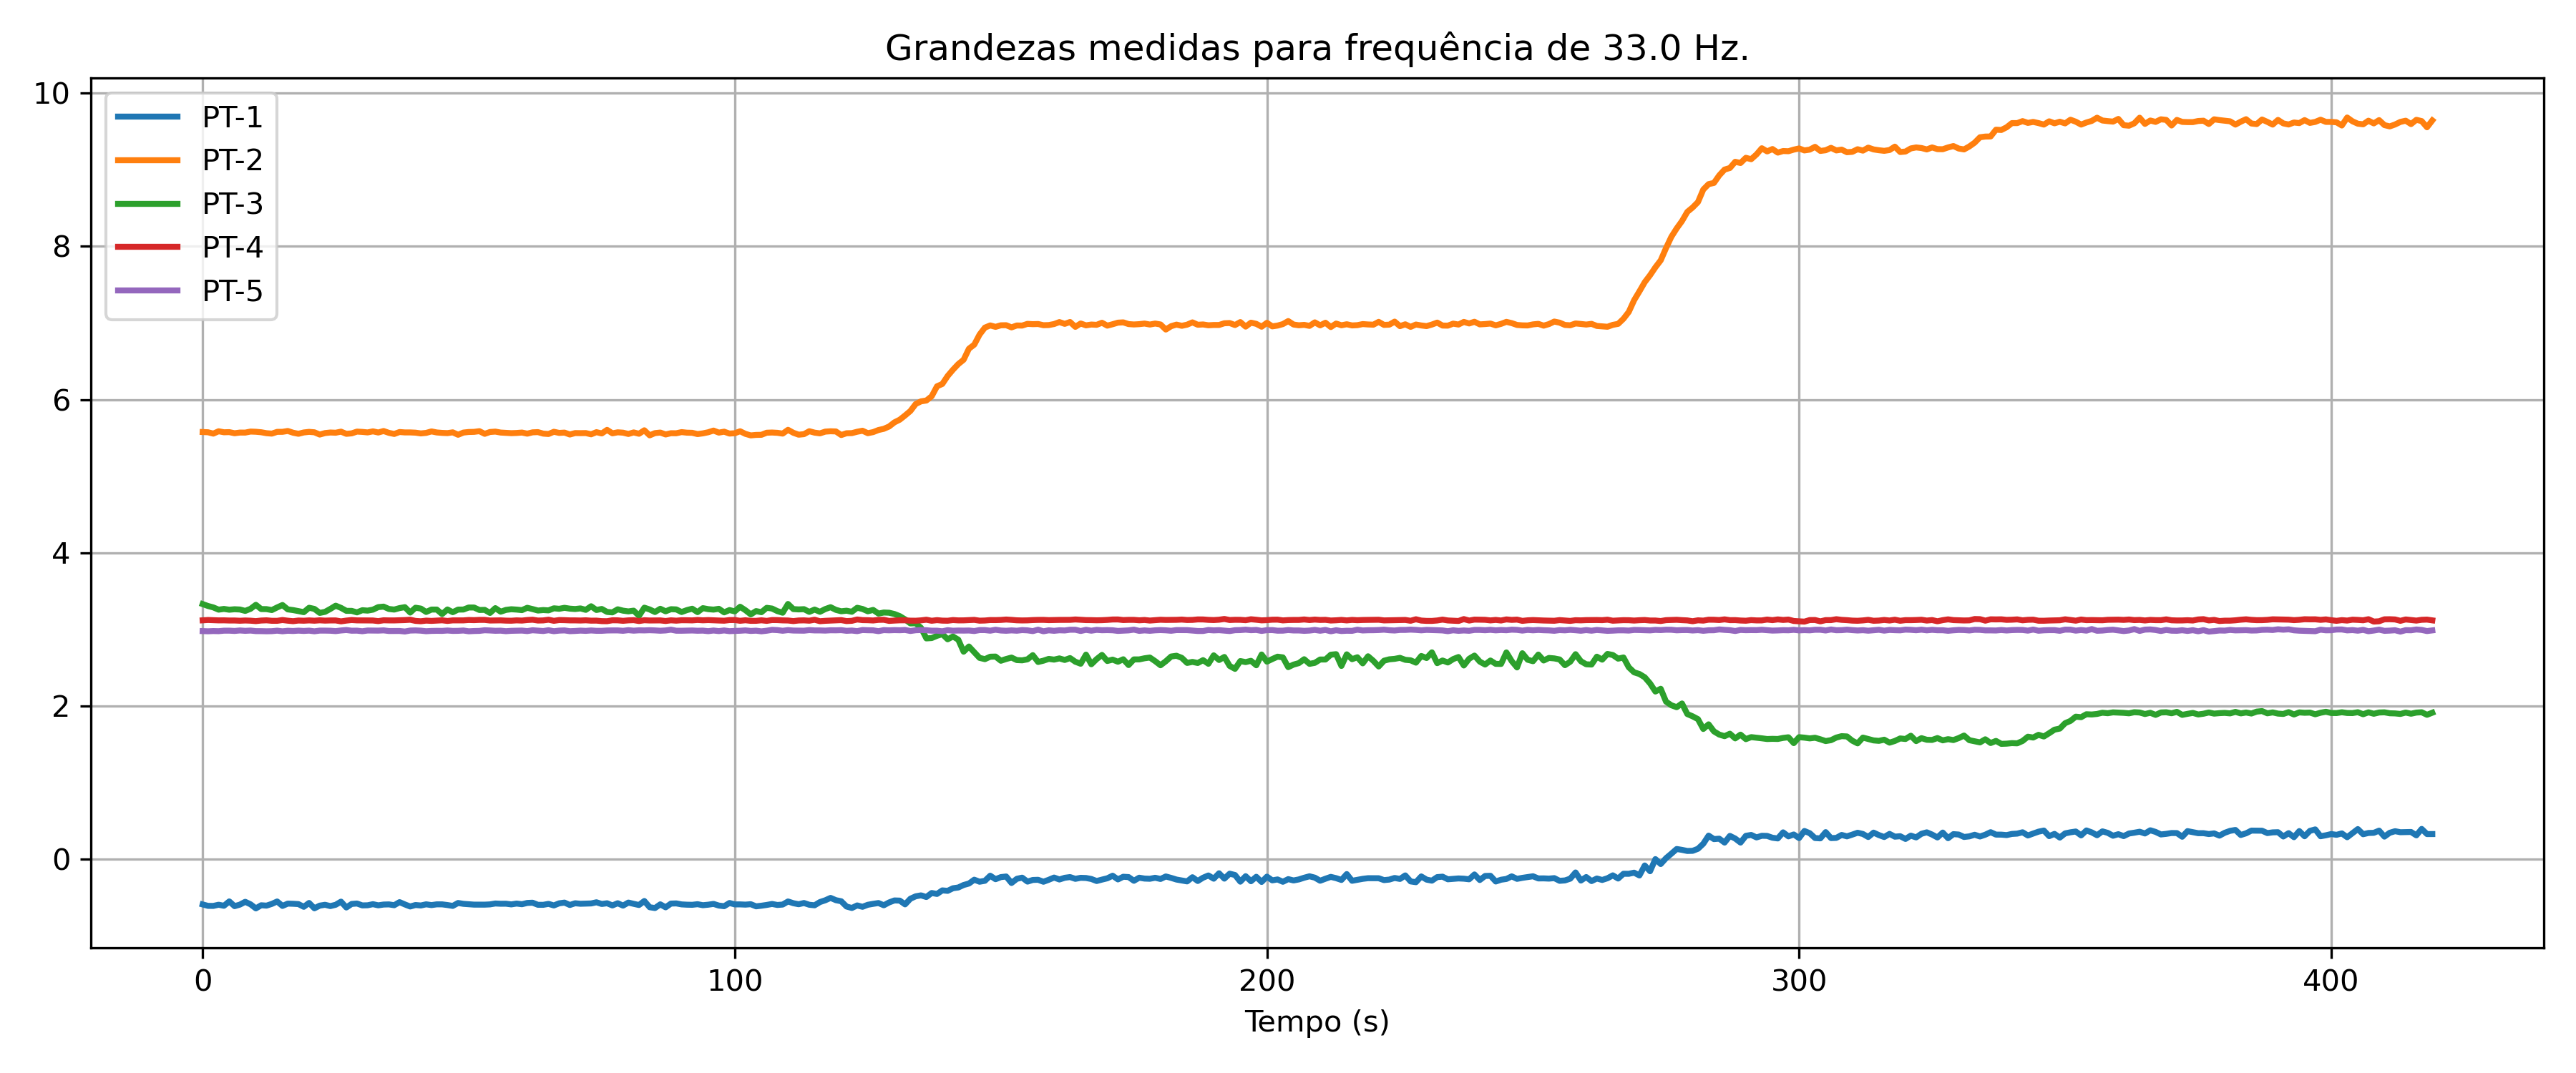 Grandezas medidas para frequência de 33.0 Hz.
10
8
6
4
2
0
PT-1
PT-2
PT-3
PT-4
PT-5
0 100 200 300 400
Tempo (s)